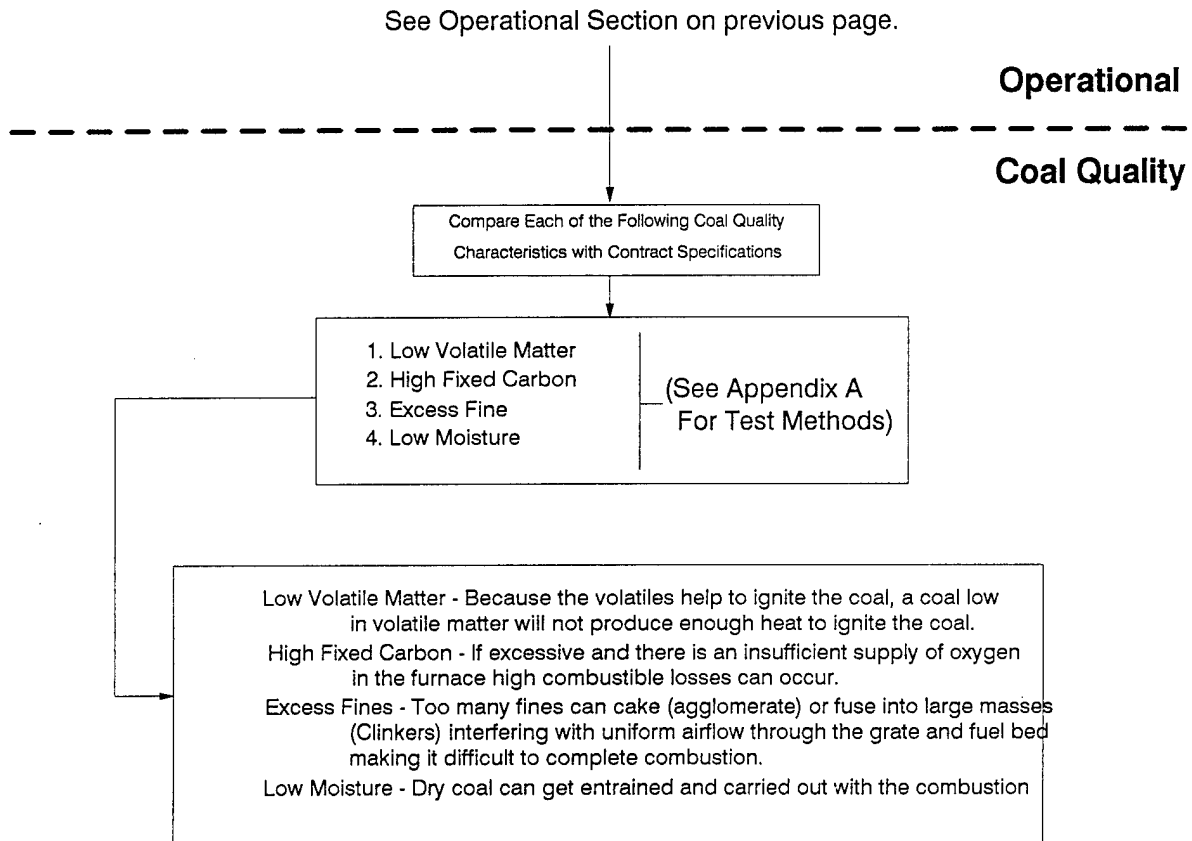 See Operational Section on previous page.
Operational
Coal Quality
Compare Each of the Following Coal Quality
Characteristics with Contract Specifications
1. Low Volatile Matter
2. High Fixed Carbon
3. Excess Fine
4. Low Moisture
(See Appendix A
For Test Methods)
Low Volatile Matter - Because the volatiles help to ignite the coal, a coal low
in volatile matter will not produce enough heat to ignite the coal.
High Fixed Carbon - If excessive and there is an insufficient supply of oxygen
in the furnace high combustible losses can occur.
Excess Fines - Too many fines can cake (agglomerate) or fuse into large masses
(Clinkers) interfering with uniform airflow through the grate and fuel bed
making it difficult to complete combustion.
Low Moisture - Dry coal can get entrained and carried out with the combustion